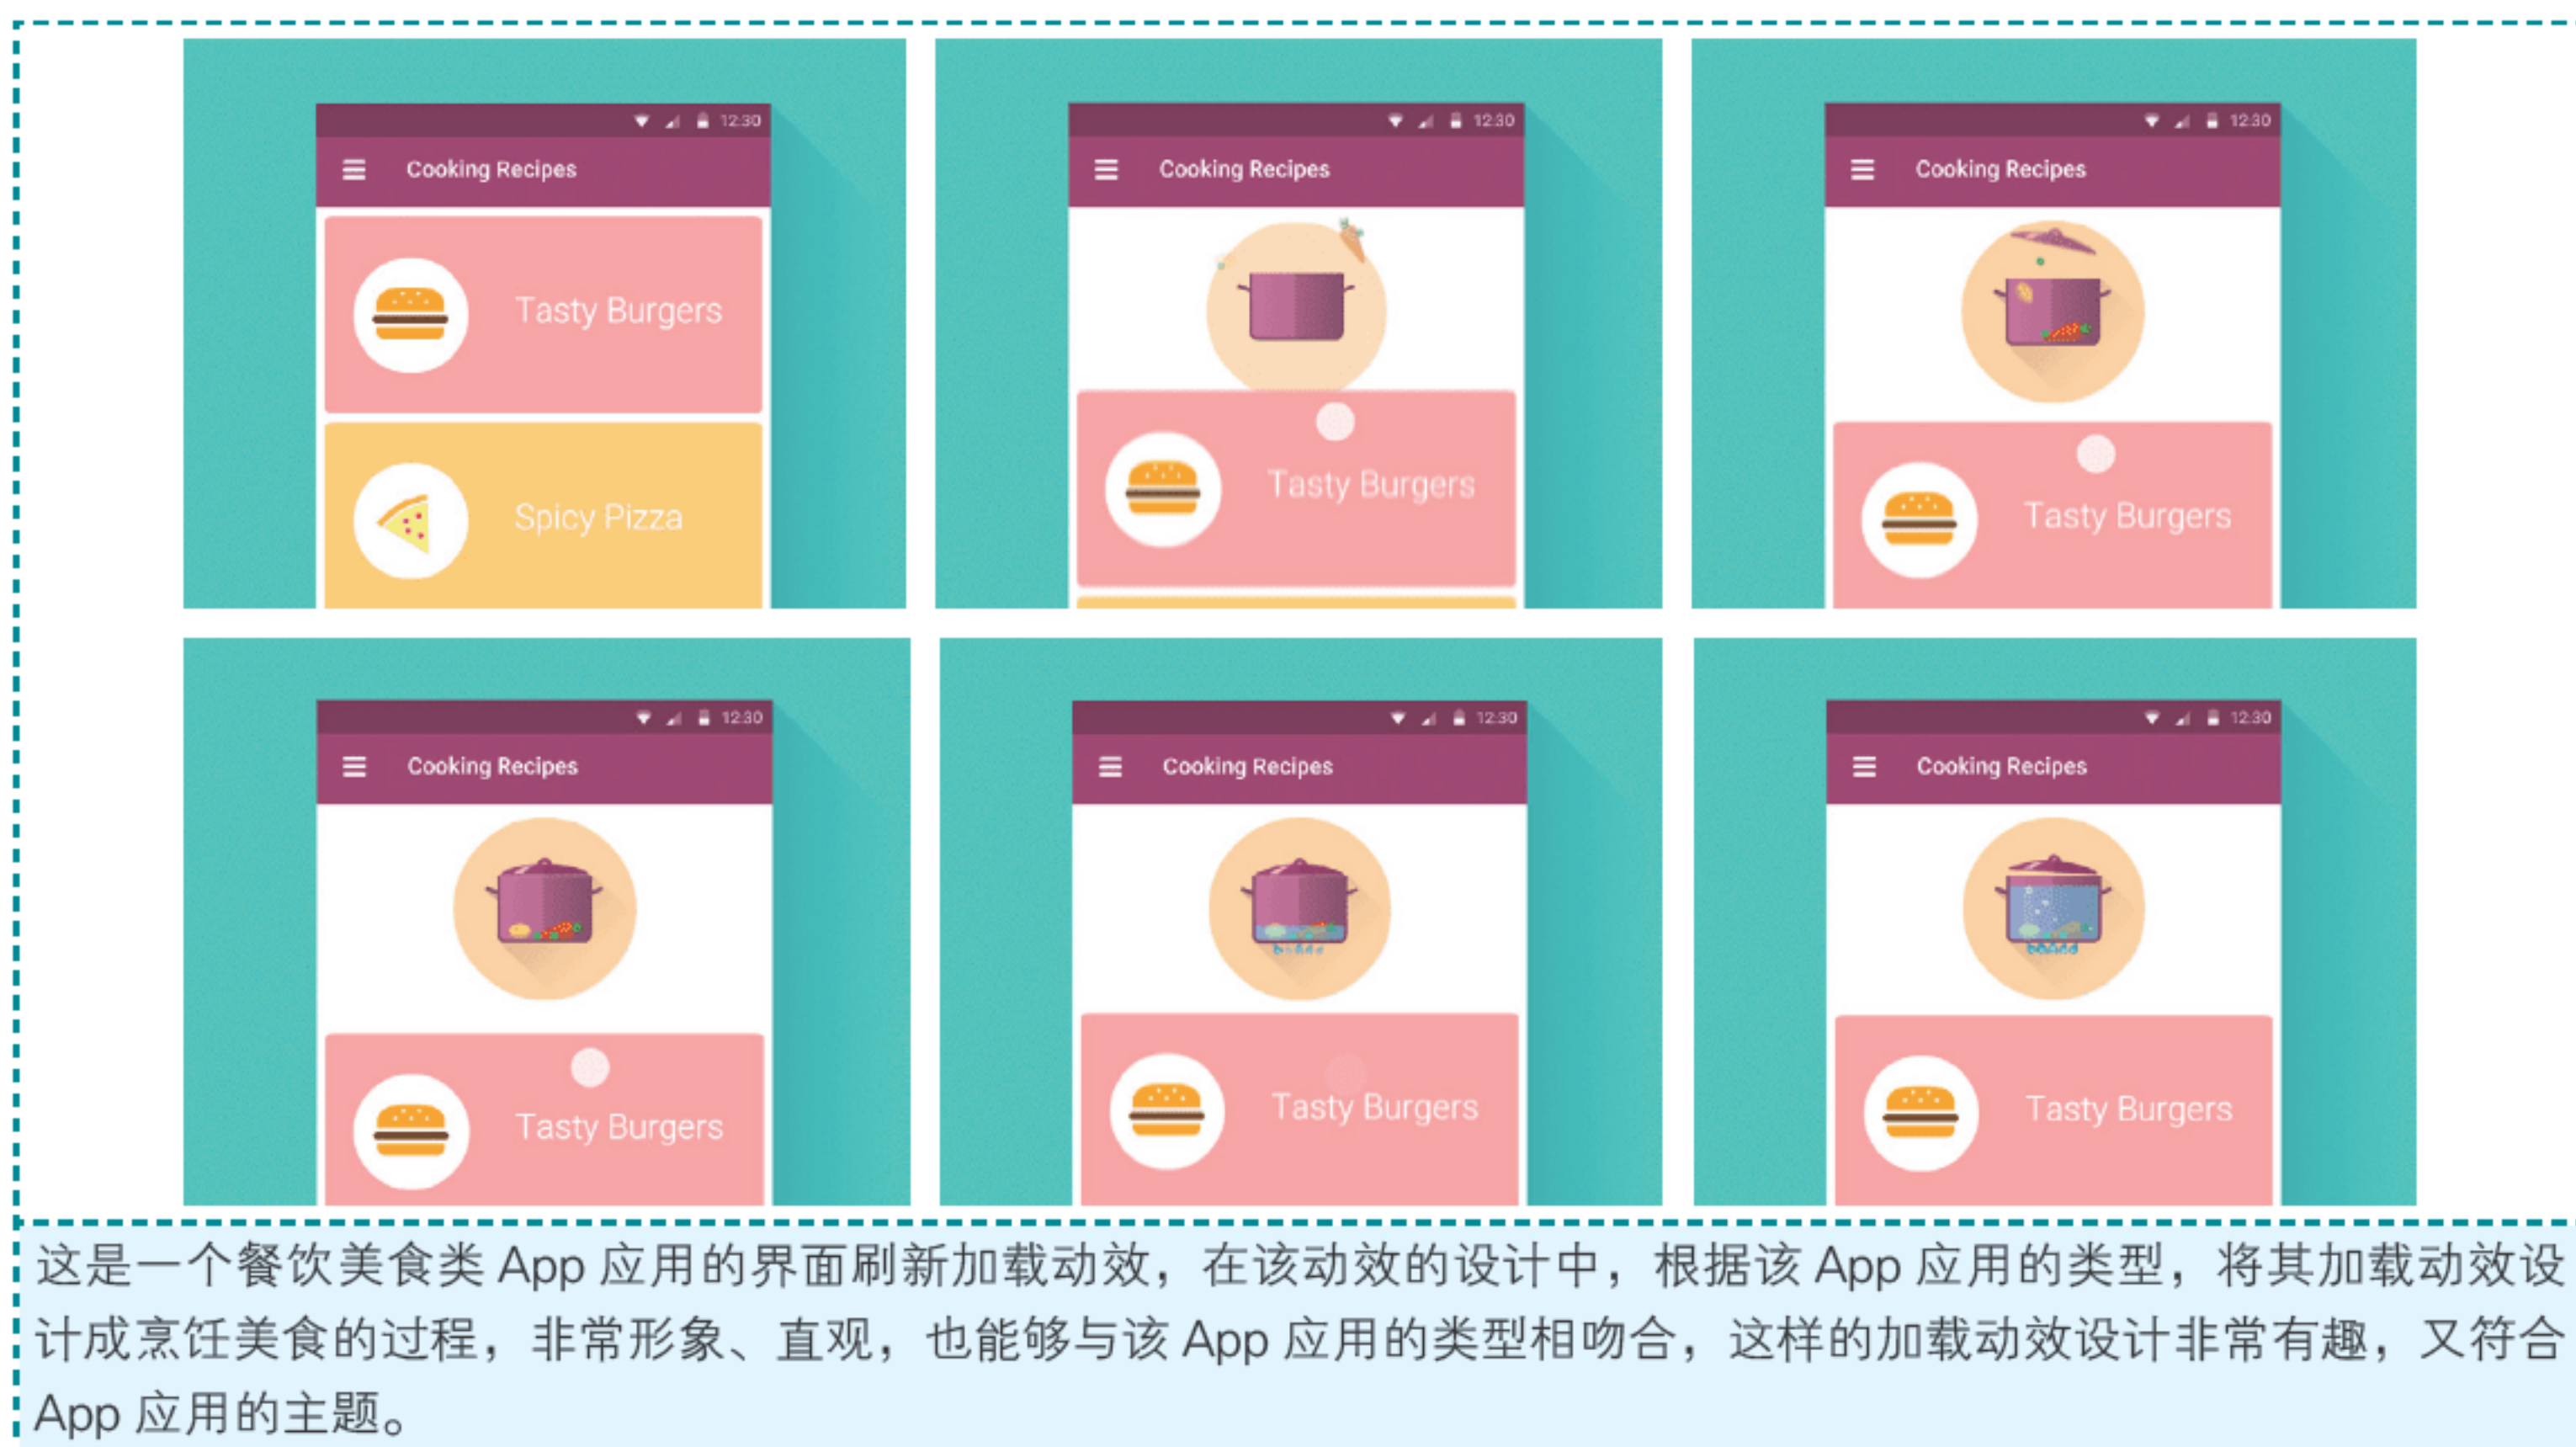 12:30
Cooking Recipes
Tasty Burgers
Spicy Pizza
12:30
Cooking Recipes
Tasty Burgers
12:30
Cooking Recipes
Tasty Burgers
12:30
Cooking Recipes
Tasty Burgers
12:30
Cooking Recipes
Tasty Burgers
12:30
Cooking Recipes
Tasty Burgers
这是一个餐饮美食类 App 应用的界面刷新加载动效，在该动效的设计中，根据该 App 应用的类型，将其加载动效设
计成烹饪美食的过程，非常形象、直观，也能够与该 App 应用的类型相吻合，这样的加载动效设计非常有趣，又符合
App 应用的主题。